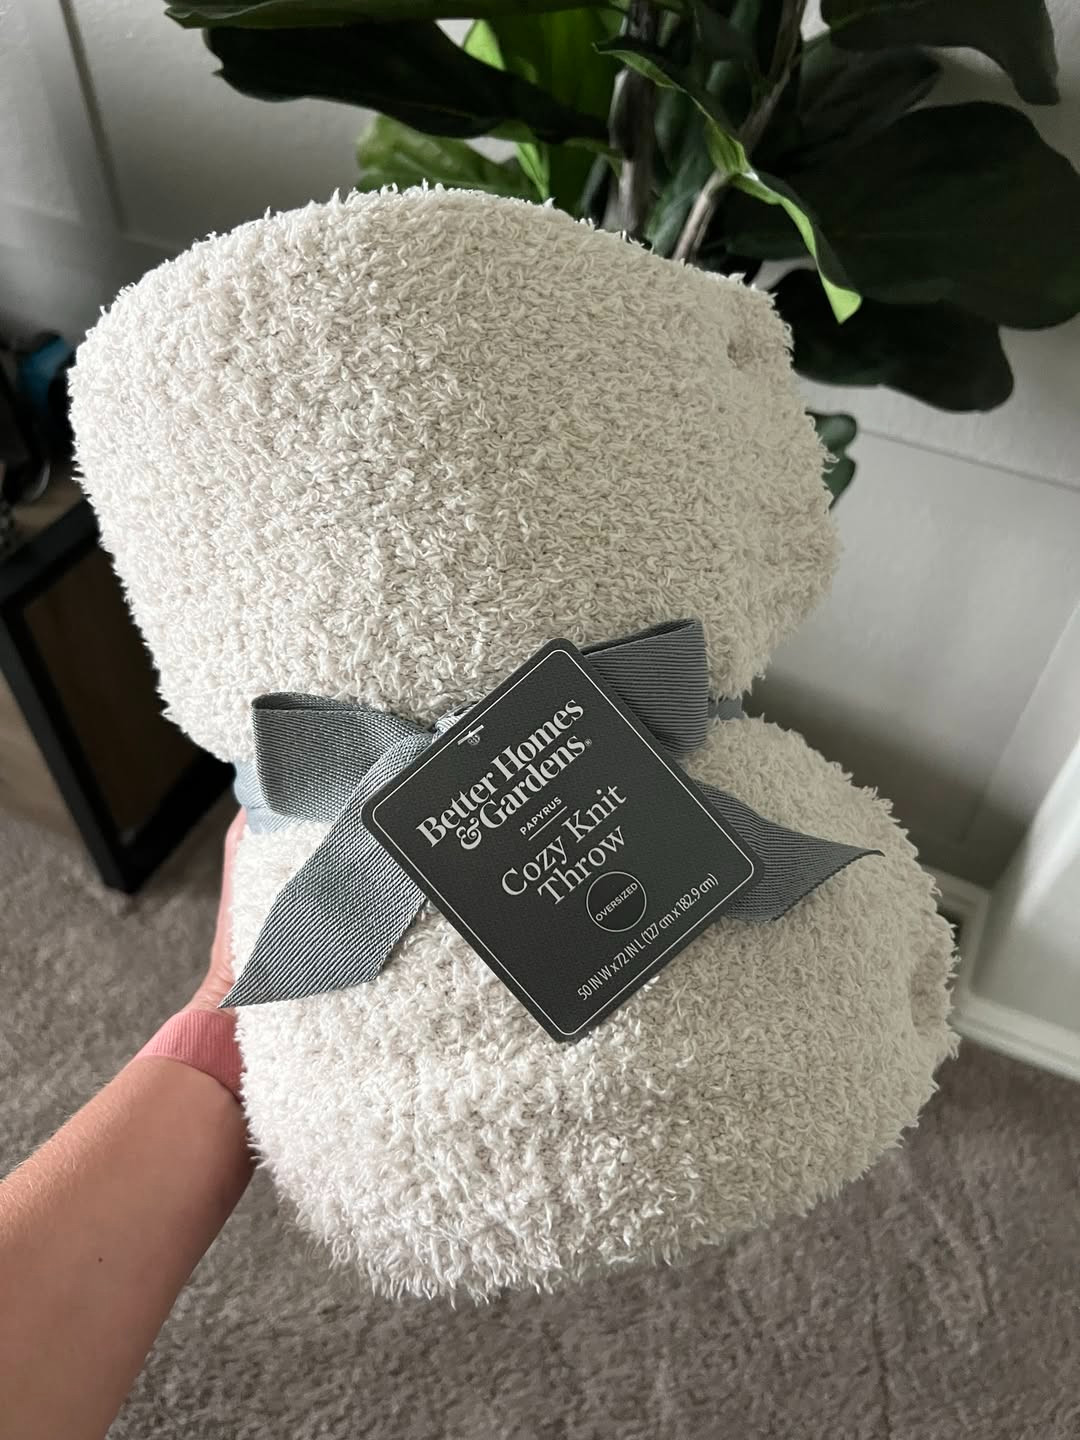 Better Homes
& Gardens®
PAPYRUS
Cozy Knit
Throw
OVERSIZED
50 IN W x 72 IN L (127 cm x 182.9 cm)